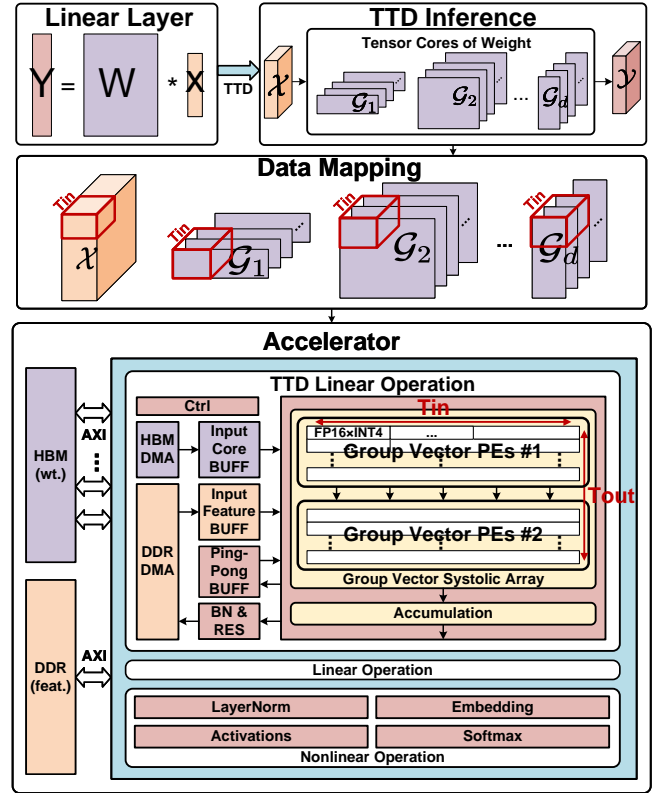 Linear Layer
Y = W * X
TTD
TTD Inference
Tensor Cores of Weight
𝒳 𝒢₁ 𝒢₂ ... 𝒢_d 𝒴
Data Mapping
Tin Tin Tin Tin
𝒳 𝒢₁ 𝒢₂ ... 𝒢_d
Accelerator
HBM
(wt.)
AXI
DDR
(feat.)
AXI
TTD Linear Operation
Ctrl
HBM
DMA
Input
Core
BUFF
DDR
DMA
Input
Feature
BUFF
Ping-
Pong
BUFF
BN &
RES
Tin
FP16×INT4 ...
Group Vector PEs #1
Tout
Group Vector PEs #2
Group Vector Systolic Array
Accumulation
Linear Operation
LayerNorm Embedding
Activations Softmax
Nonlinear Operation